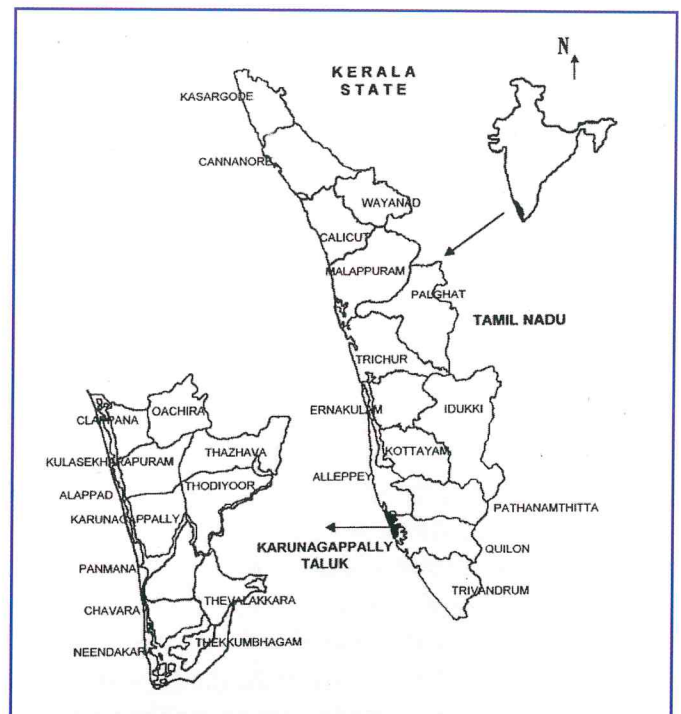 N
KERALA
STATE
KASARGODE
CANNANORE
WAYANAD
CALICUT
MALAPPURAM
PALGHAT
TAMIL NADU
TRICHUR
ERNAKULAM
IDUKKI
KOTTAYAM
ALLEPPEY
PATHANAMTHITTA
KARUNAGAPPALLY
TALUK
QUILON
TRIVANDRUM
CLAPPANA
OACHIRA
KULASEKHARAPURAM
THAZHAVA
ALAPPAD
THODIYOOR
KARUNAGAPPALLY
PANMANA
CHAVARA
THEVALAKKARA
NEENDAKARA
THEKKUMBHAGAM